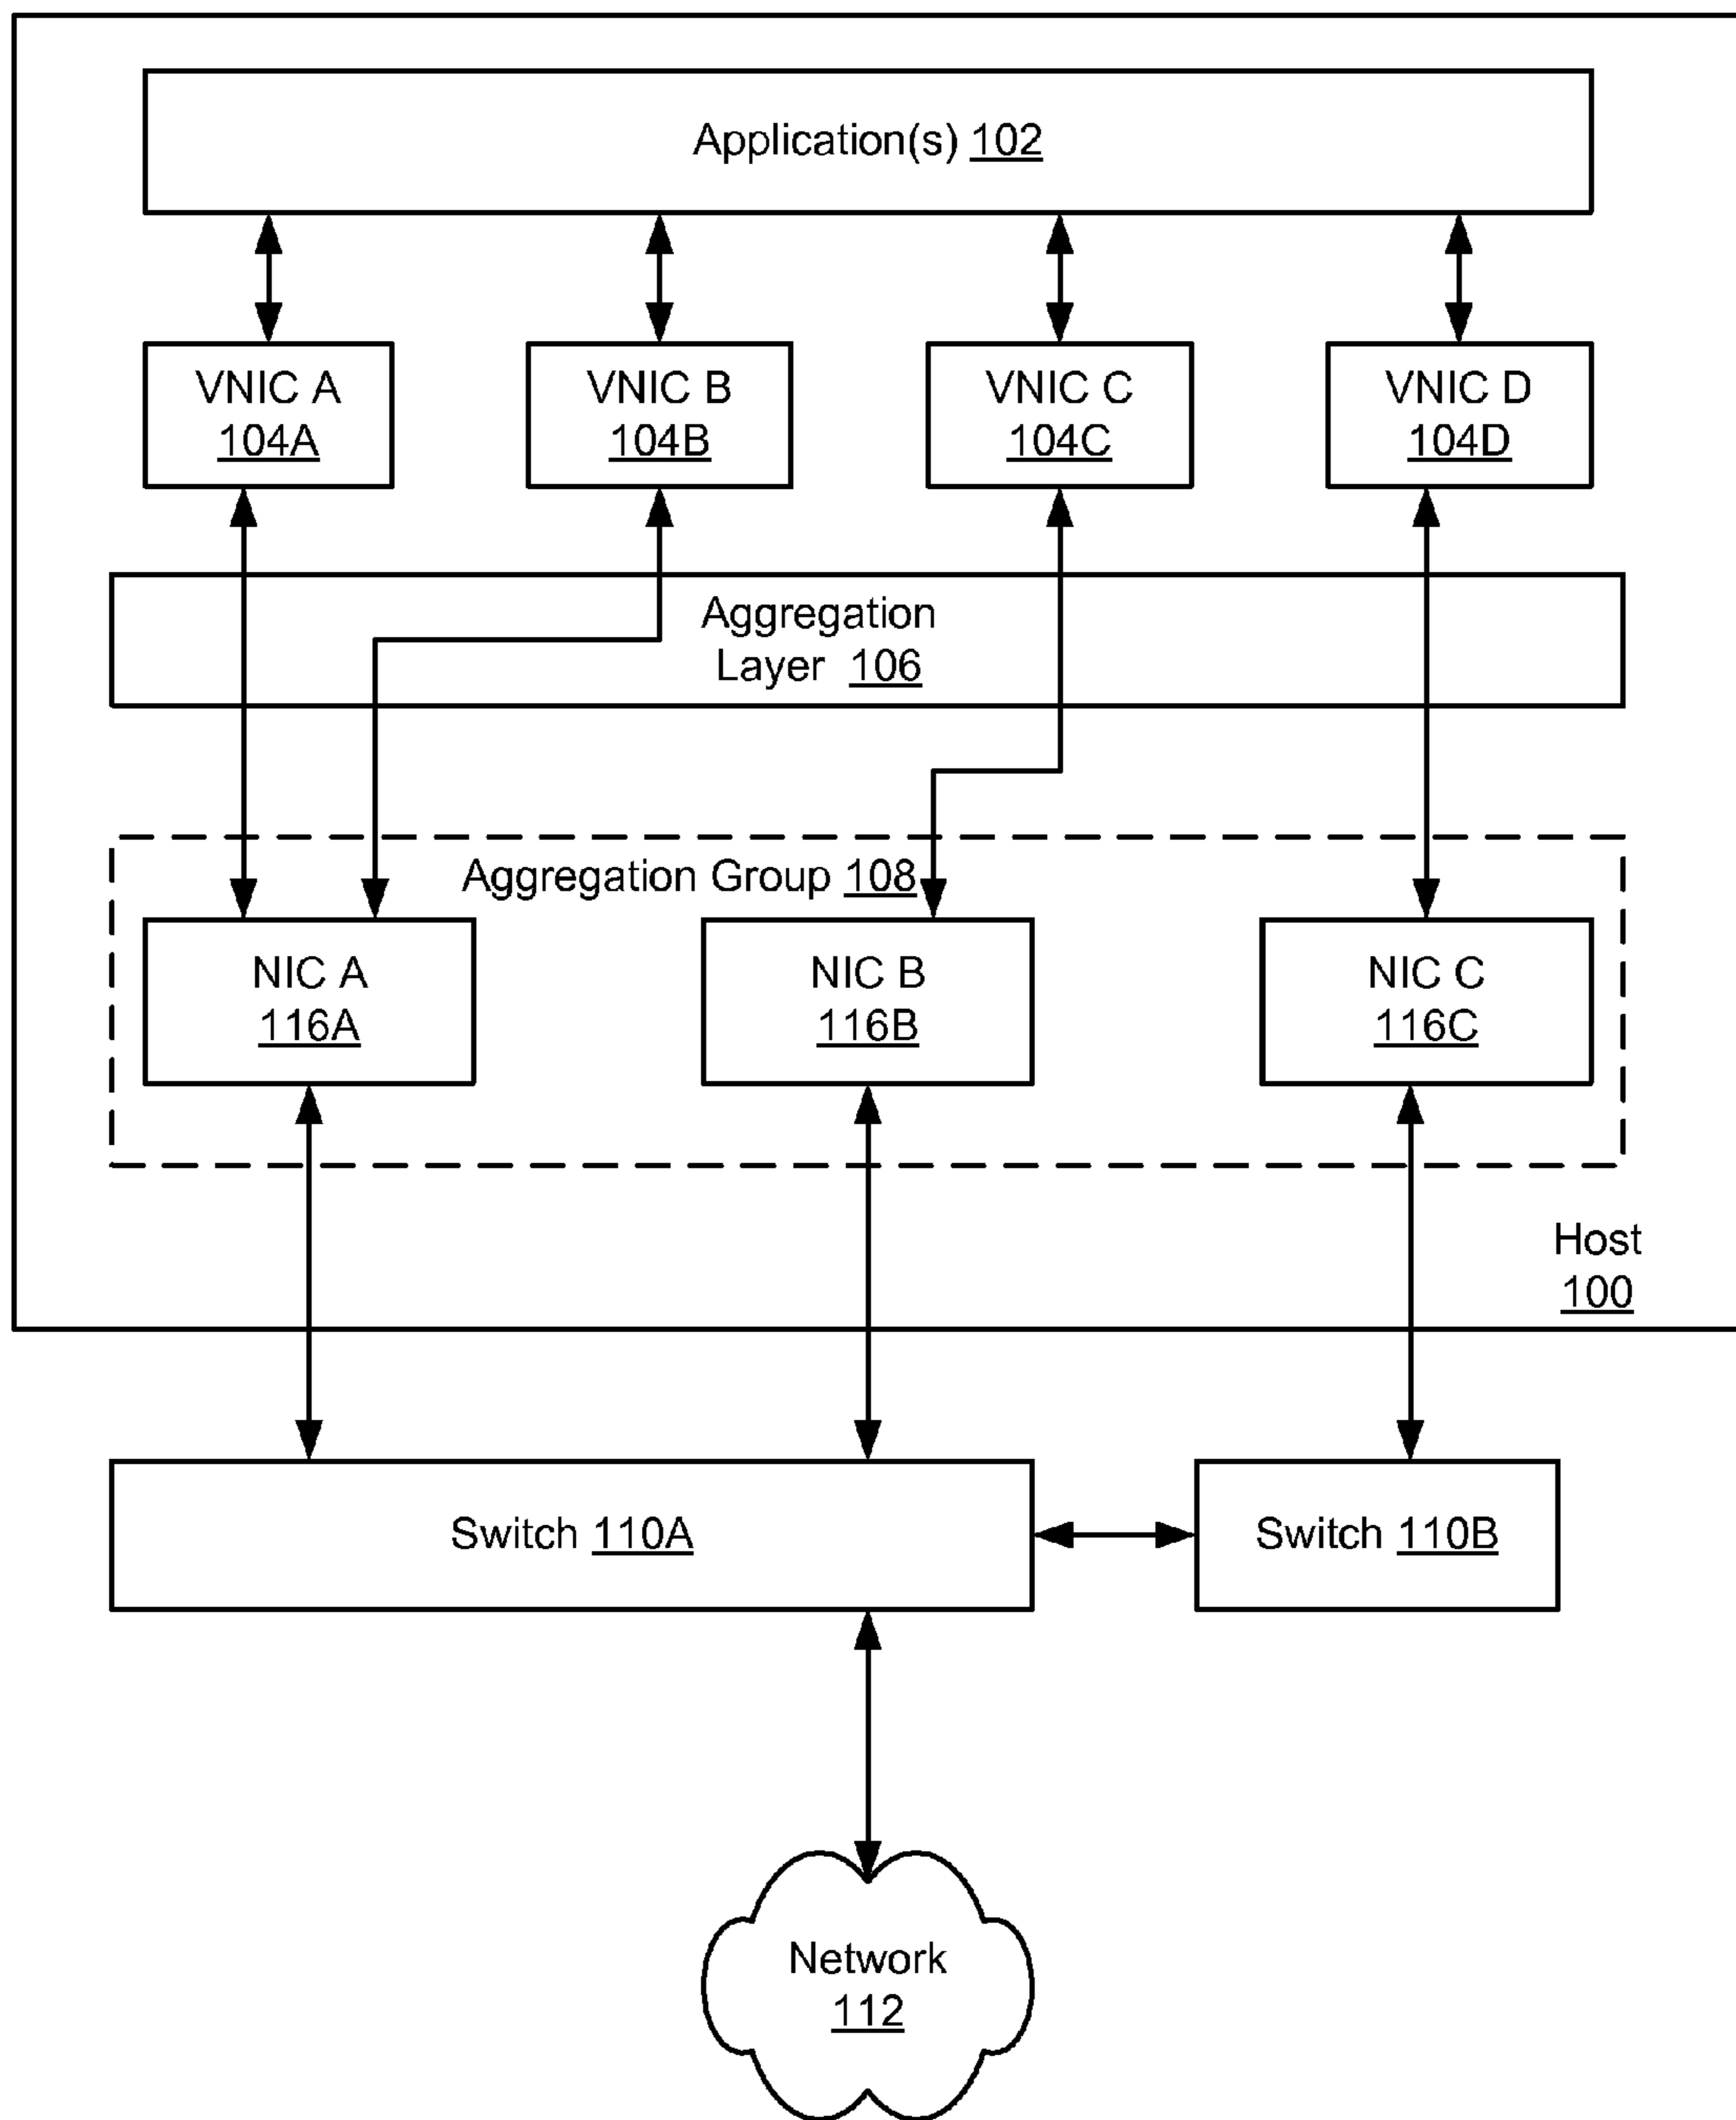 Application(s) 102
VNIC A
104A
VNIC B
104B
VNIC C
104C
VNIC D
104D
Aggregation
Layer 106
Aggregation Group 108
NIC A
116A
NIC B
116B
NIC C
116C
Host
100
Switch 110A
Switch 110B
Network
112